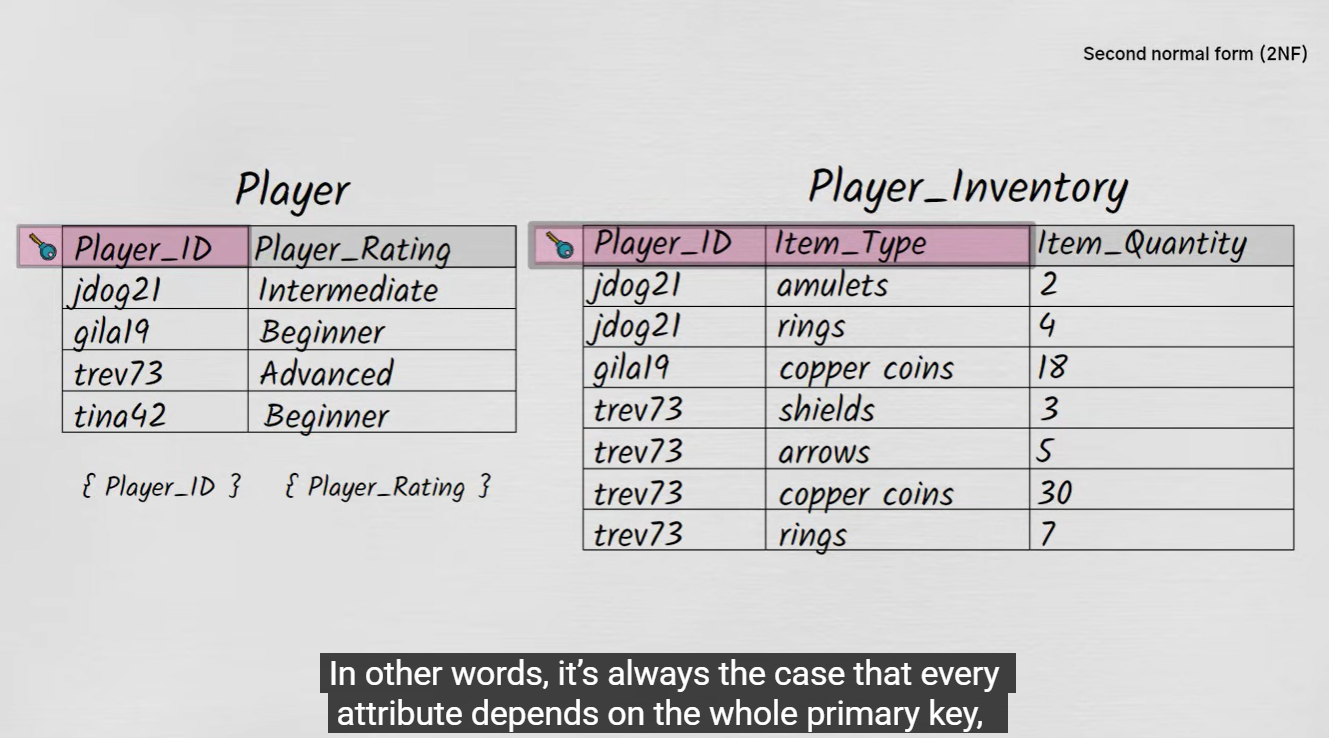 Second normal form (2NF)
Player
Player_ID Player_Rating
jdog21 Intermediate
gila19 Beginner
trev73 Advanced
tina42 Beginner
{ Player_ID } { Player_Rating }
Player_Inventory
Player_ID Item_Type Item_Quantity
jdog21 amulets 2
jdog21 rings 4
gila19 copper coins 18
trev73 shields 3
trev73 arrows 5
trev73 copper coins 30
trev73 rings 7
In other words, it’s always the case that every
attribute depends on the whole primary key,